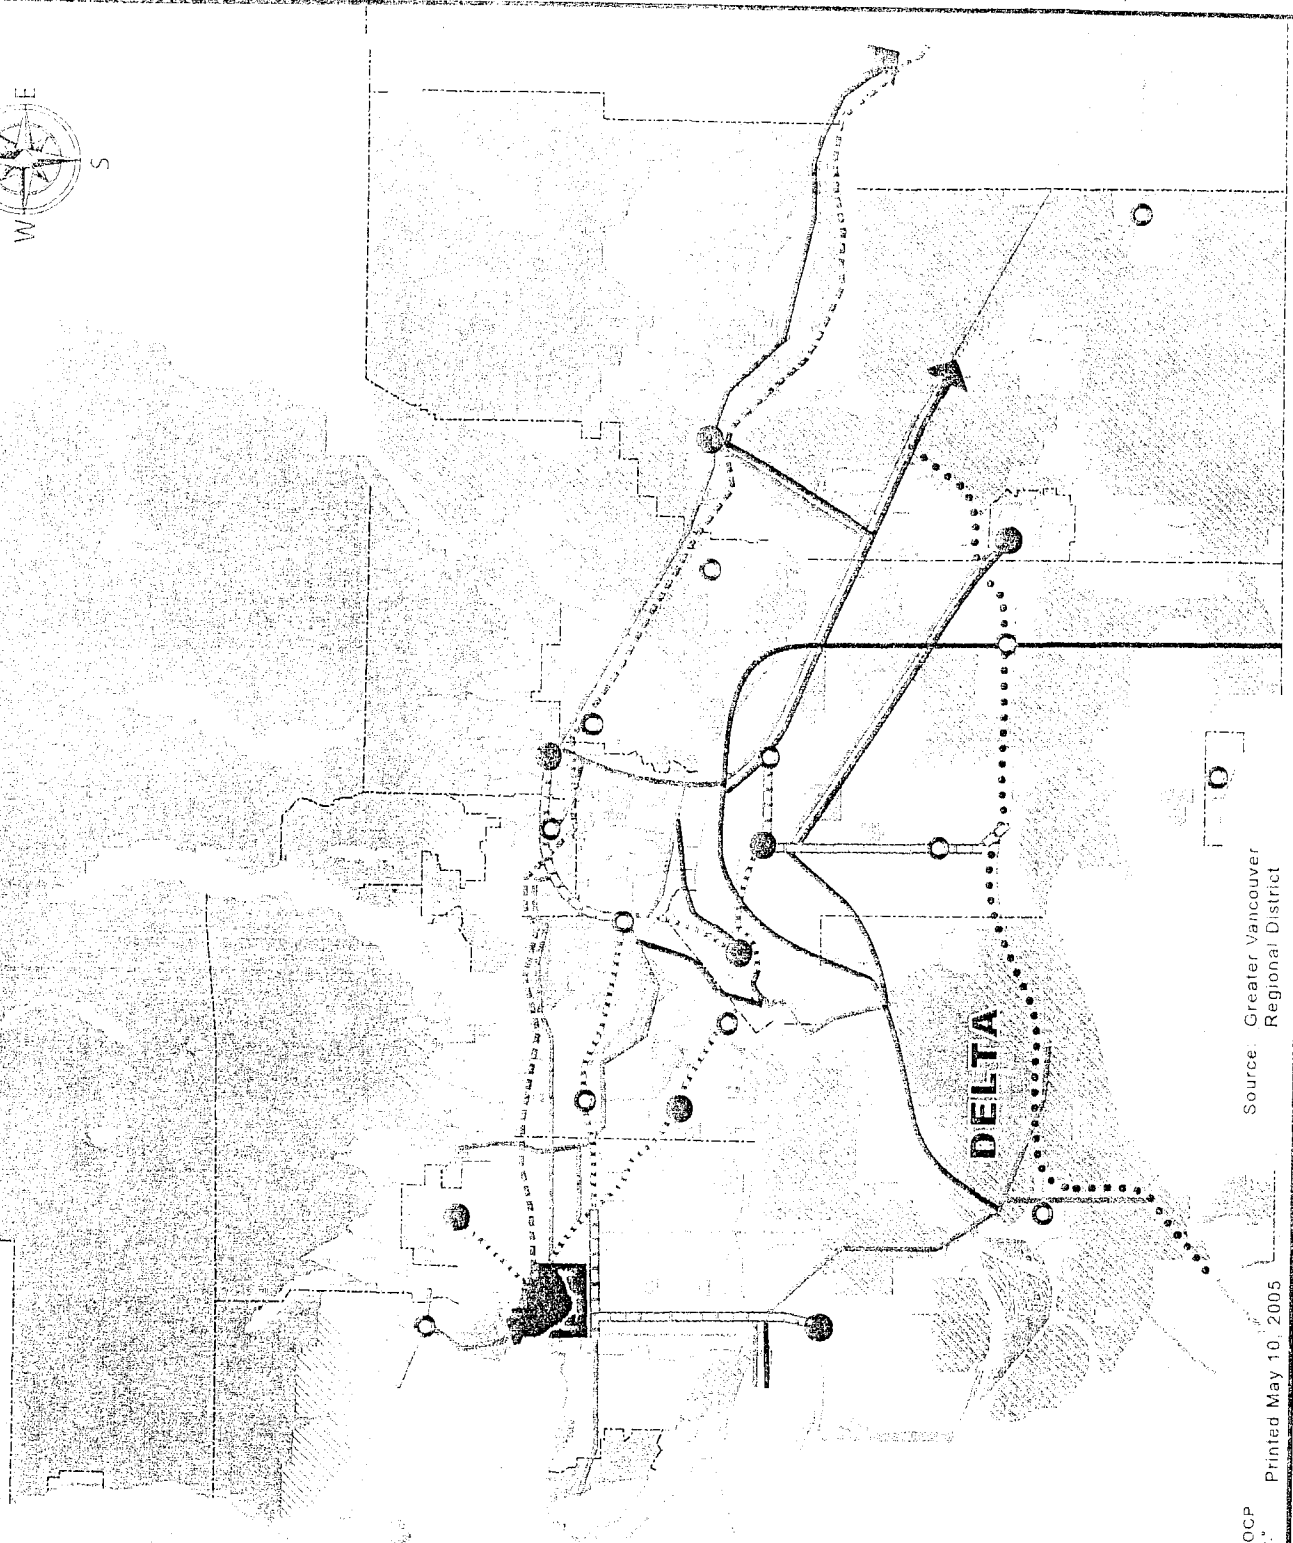 E
S
W
DELTA
Source: Greater Vancouver
Regional District
OCP
Printed May 10, 2005